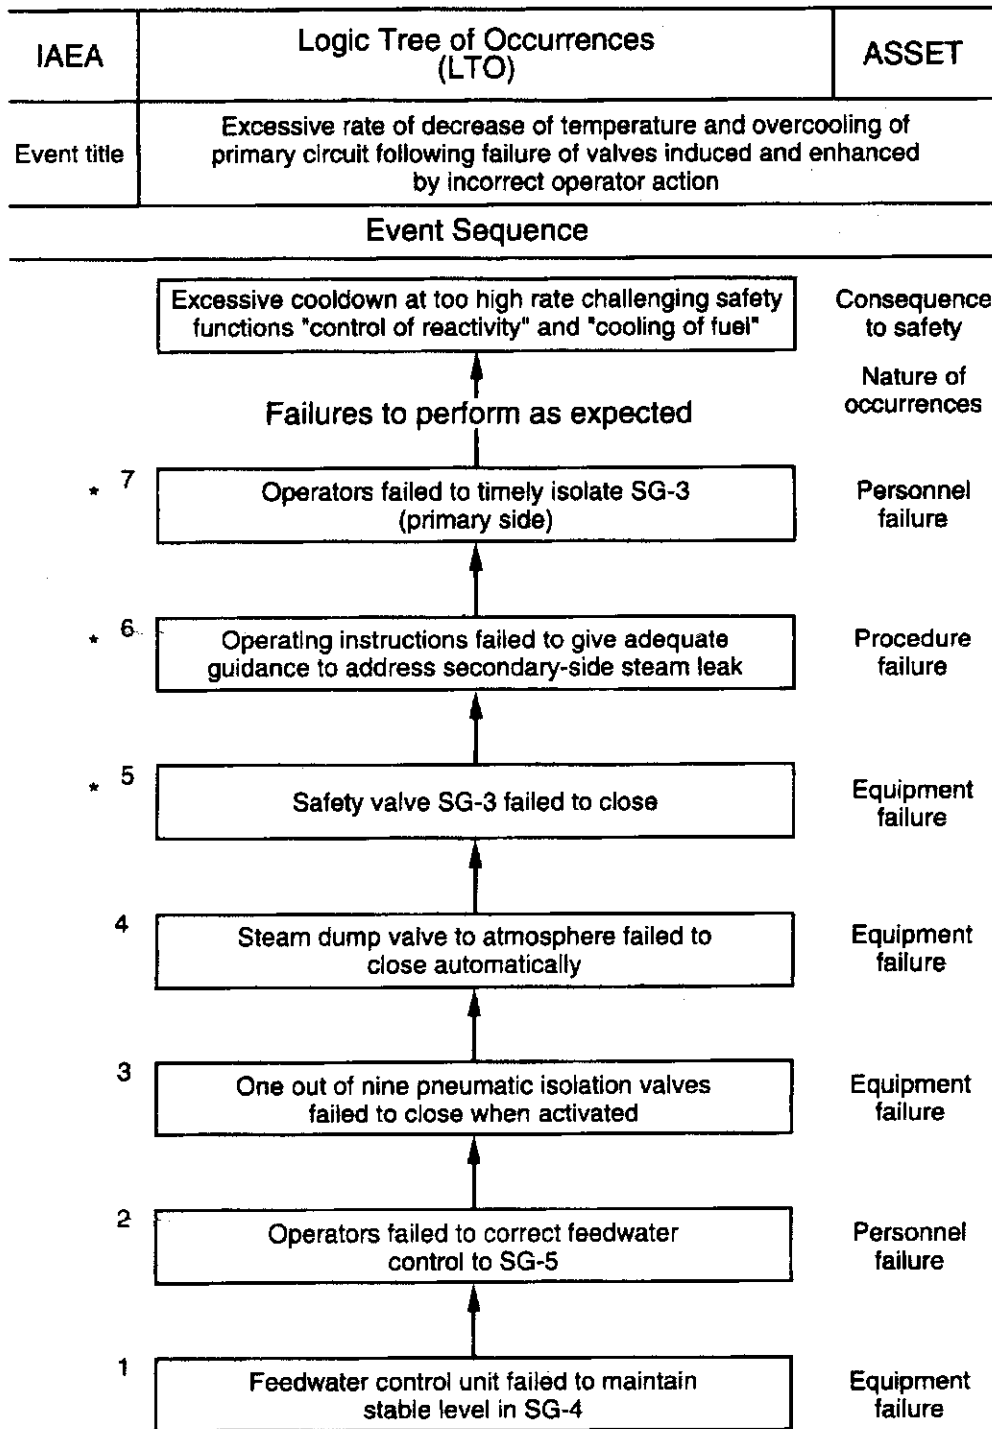 IAEA
Logic Tree of Occurrences
(LTO)
ASSET
Event title
Excessive rate of decrease of temperature and overcooling of
primary circuit following failure of valves induced and enhanced
by incorrect operator action
Event Sequence
Excessive cooldown at too high rate challenging safety
functions "control of reactivity" and "cooling of fuel"
Consequence
to safety
Nature of
occurrences
Failures to perform as expected
* 7
Operators failed to timely isolate SG-3
(primary side)
Personnel
failure
* 6
Operating instructions failed to give adequate
guidance to address secondary-side steam leak
Procedure
failure
* 5
Safety valve SG-3 failed to close
Equipment
failure
4
Steam dump valve to atmosphere failed to
close automatically
Equipment
failure
3
One out of nine pneumatic isolation valves
failed to close when activated
Equipment
failure
2
Operators failed to correct feedwater
control to SG-5
Personnel
failure
1
Feedwater control unit failed to maintain
stable level in SG-4
Equipment
failure